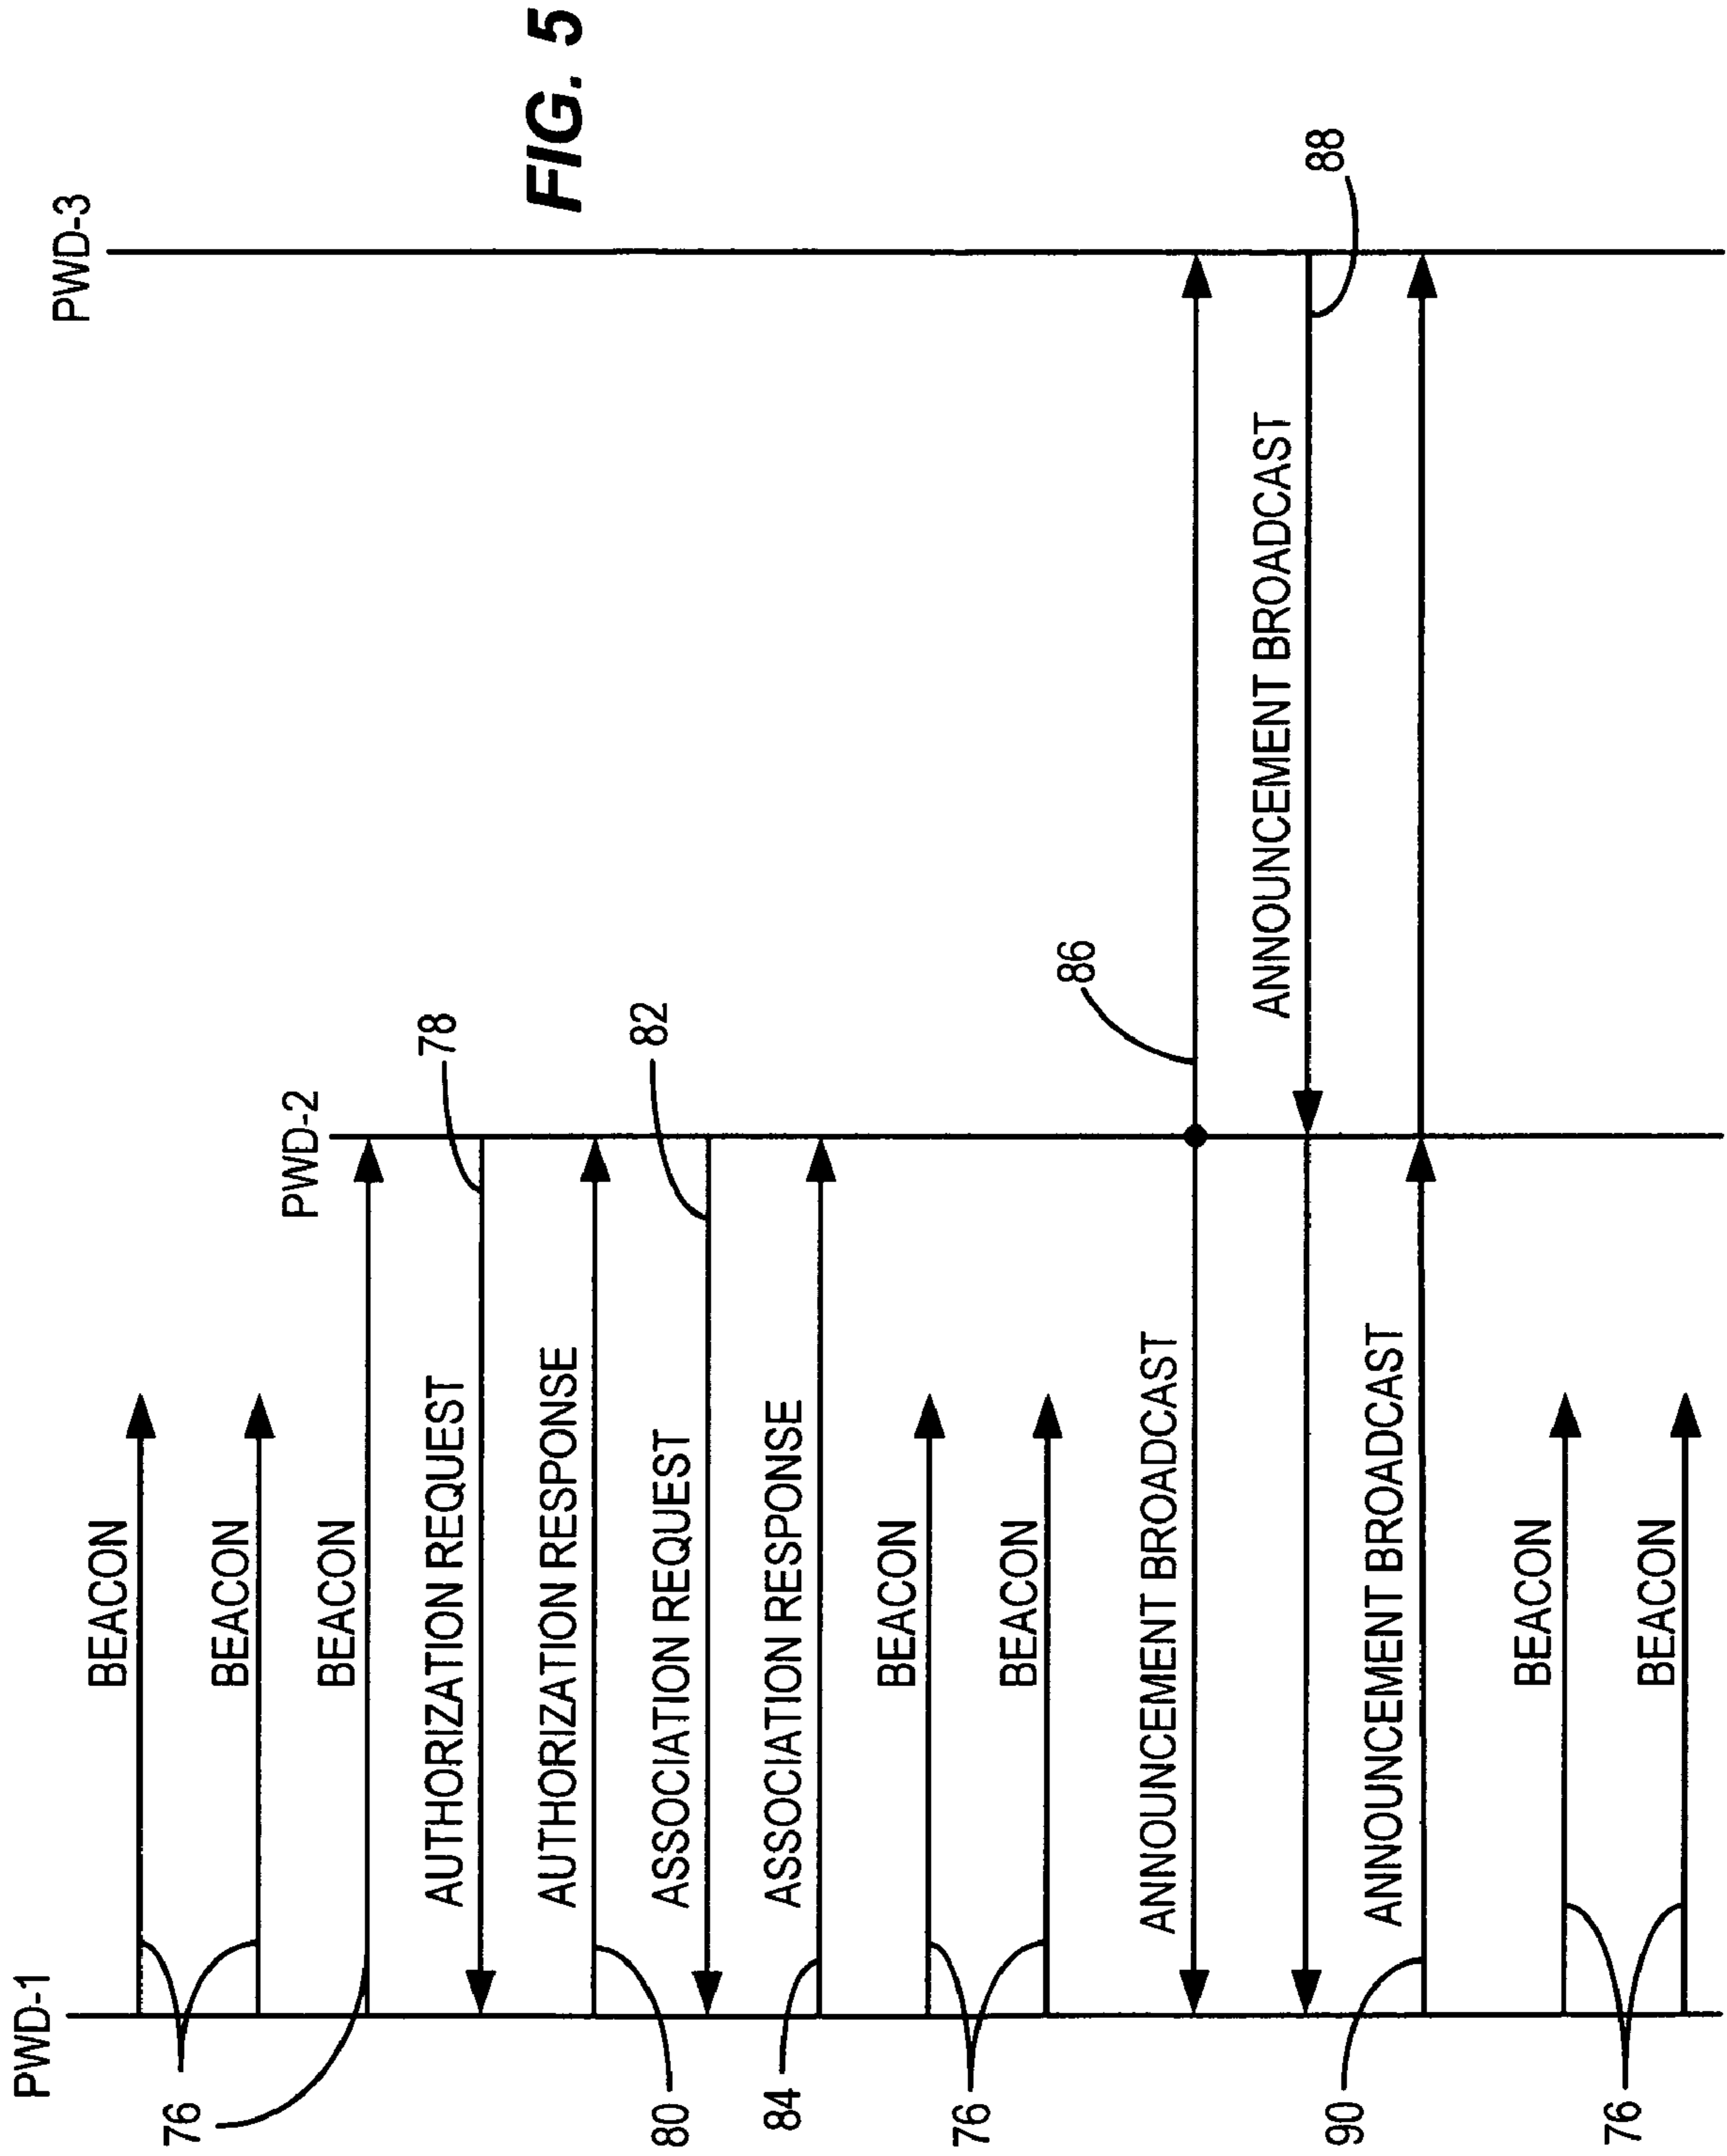 PWD-1
PWD-2
PWD-3
FIG. 5
BEACON
BEACON
76
BEACON
AUTHORIZATION REQUEST
78
AUTHORIZATION RESPONSE
80
ASSOCIATION REQUEST
82
ASSOCIATION RESPONSE
84
BEACON
BEACON
76
ANNOUNCEMENT BROADCAST
86
ANNOUNCEMENT BROADCAST
88
ANNOUNCEMENT BROADCAST
90
BEACON
BEACON
76